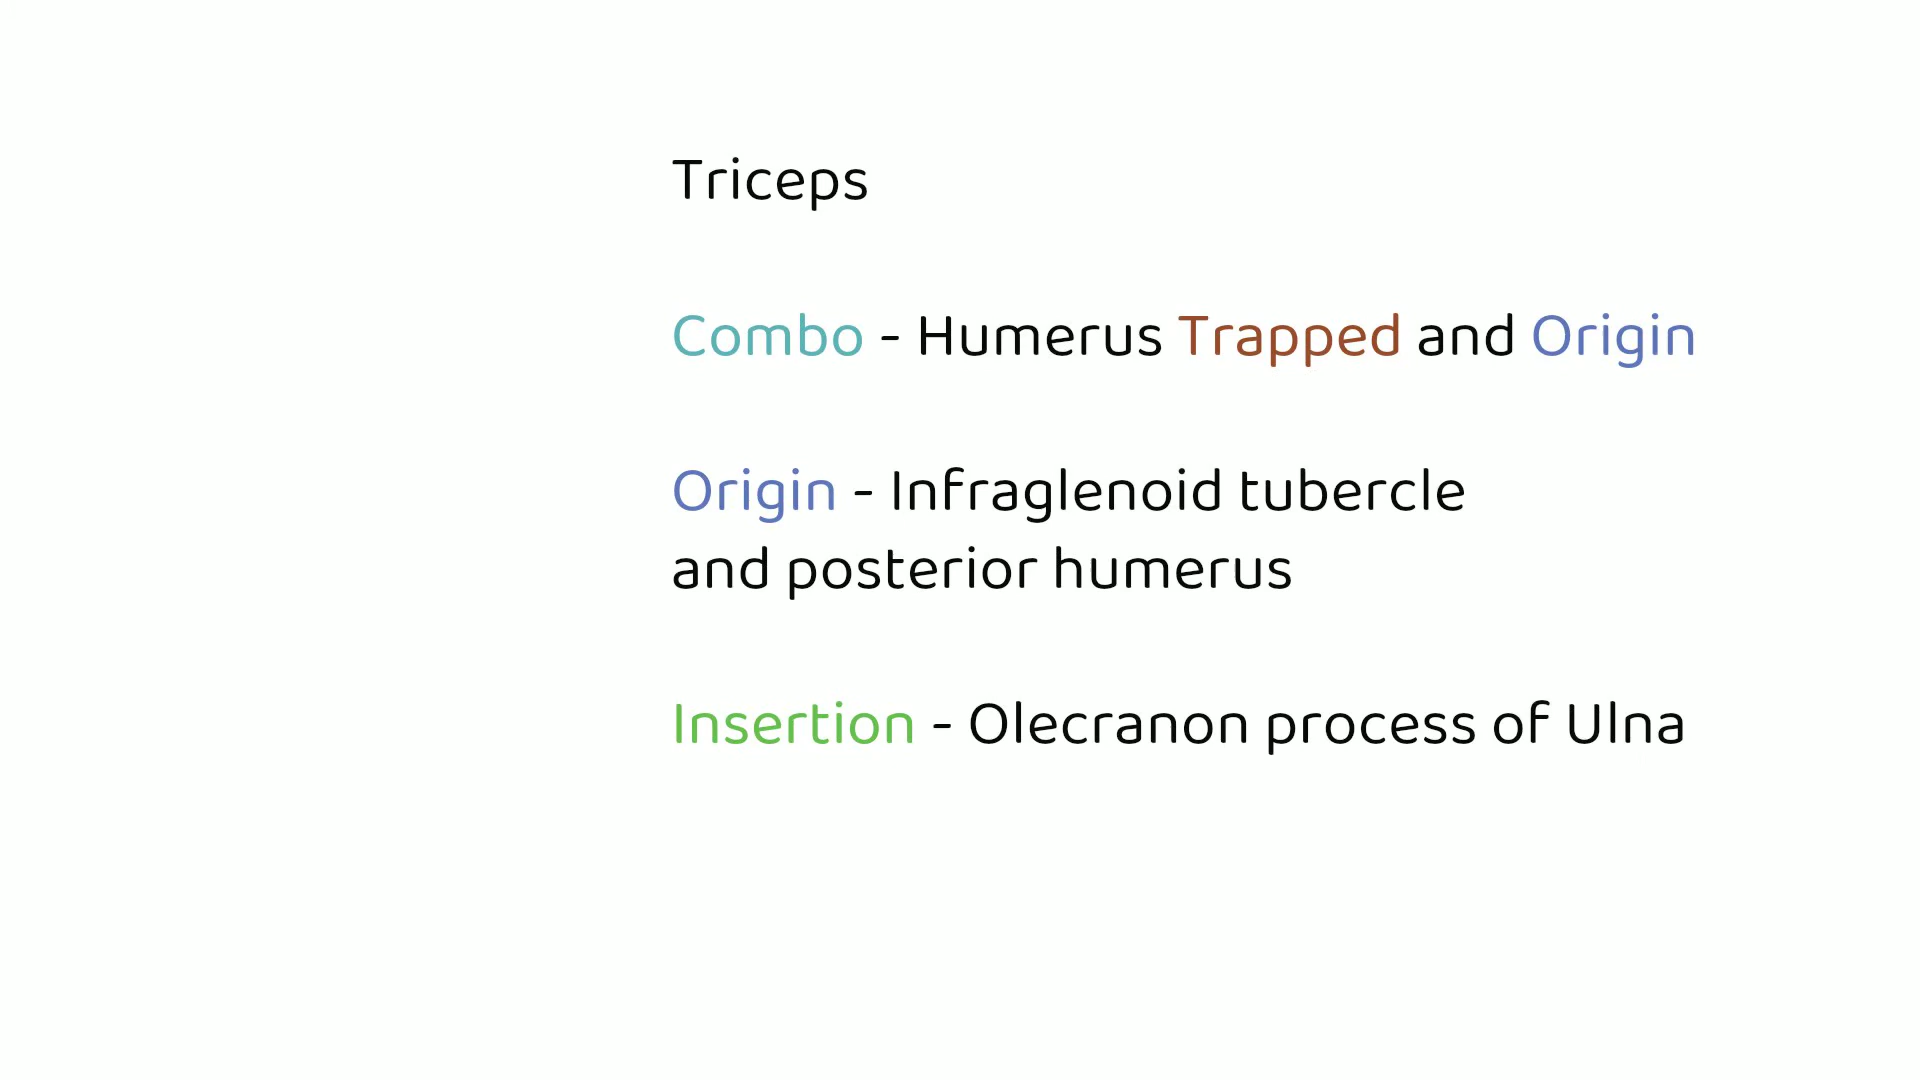 Triceps
Combo - Humerus Trapped and Origin
Origin - Infraglenoid tubercle
and posterior humerus
Insertion - Olecranon process of Ulna